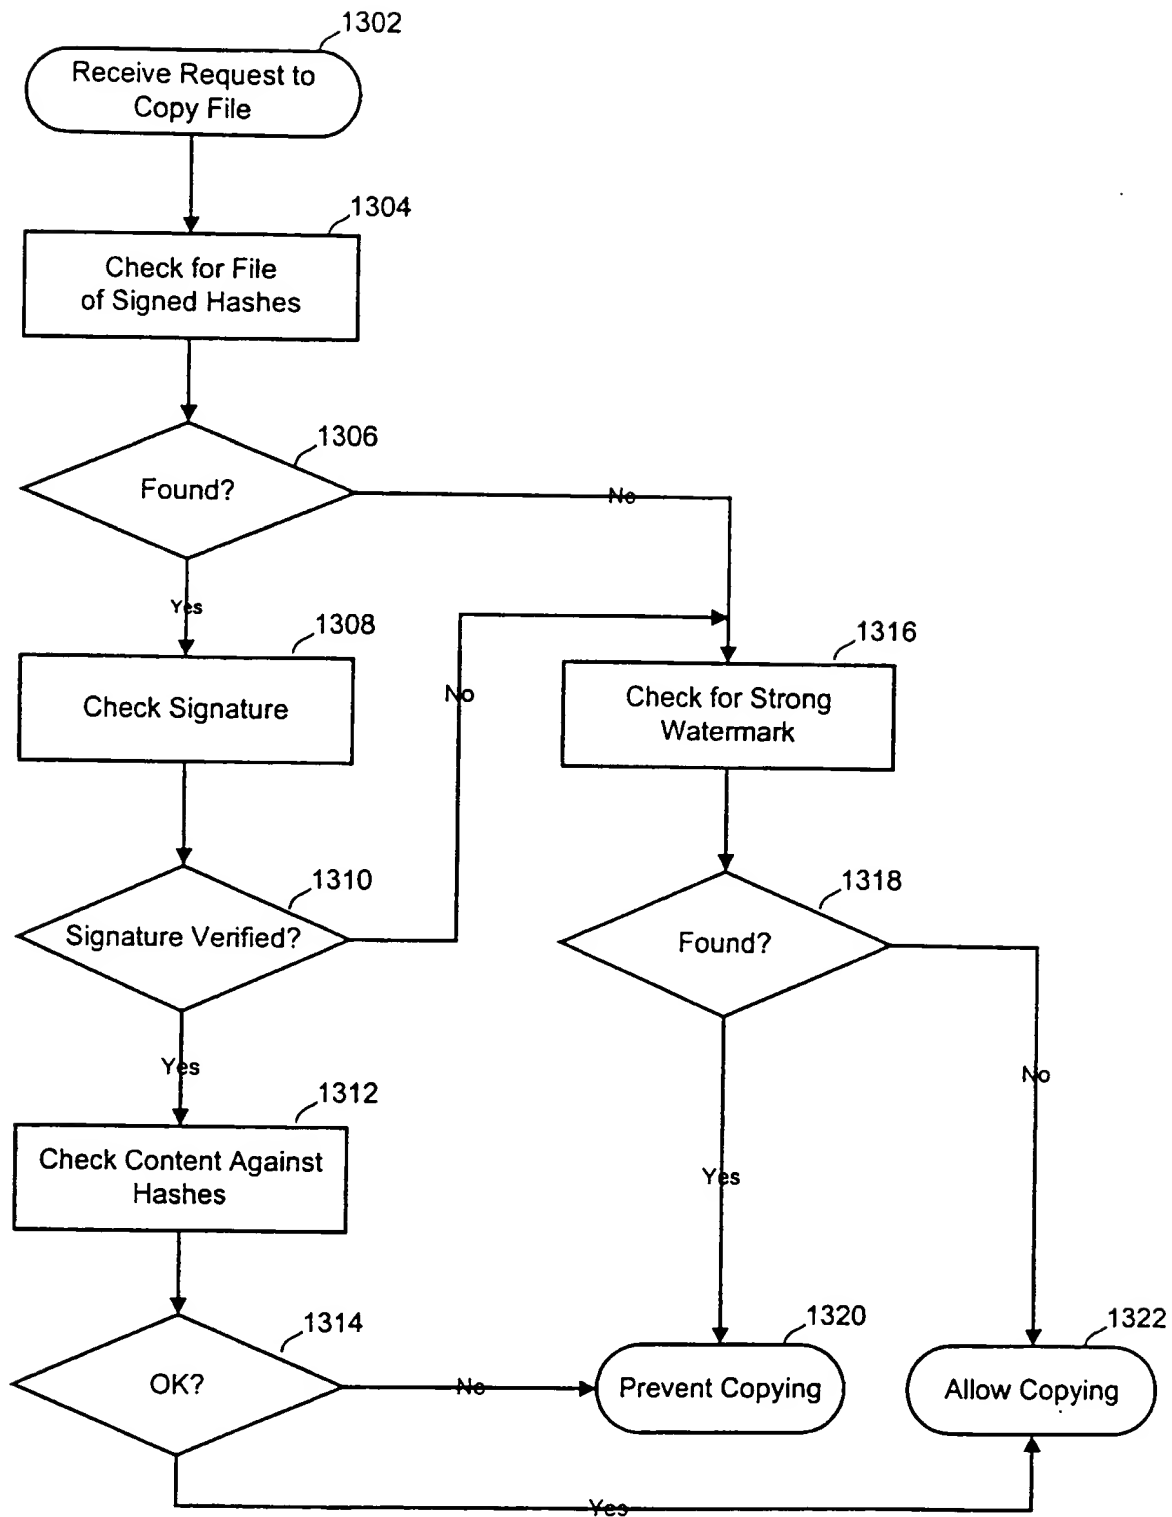 1302
Receive Request to
Copy File
1304
Check for File
of Signed Hashes
1306
Found?
No
Yes
1308
Check Signature
No
1316
Check for Strong
Watermark
1310
Signature Verified?
1318
Found?
Yes
No
1312
Check Content Against
Hashes
Yes
1314
OK?
No
1320
Prevent Copying
1322
Allow Copying
Yes